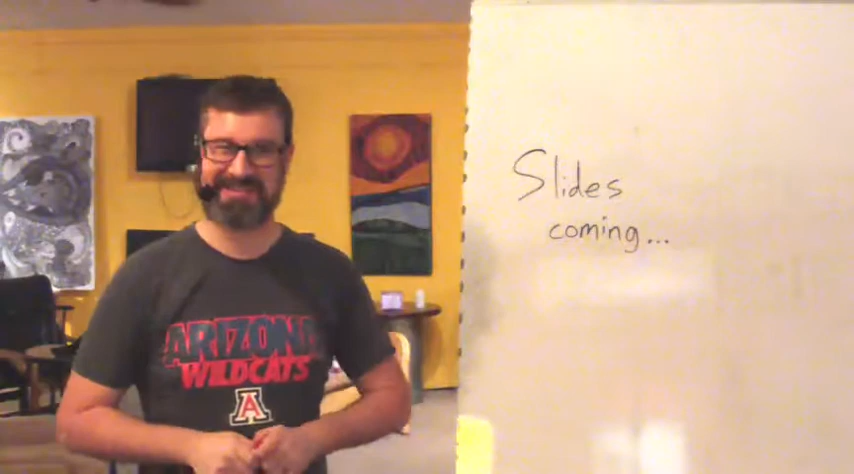 Slides
coming...
ARIZONA
WILDCATS
A